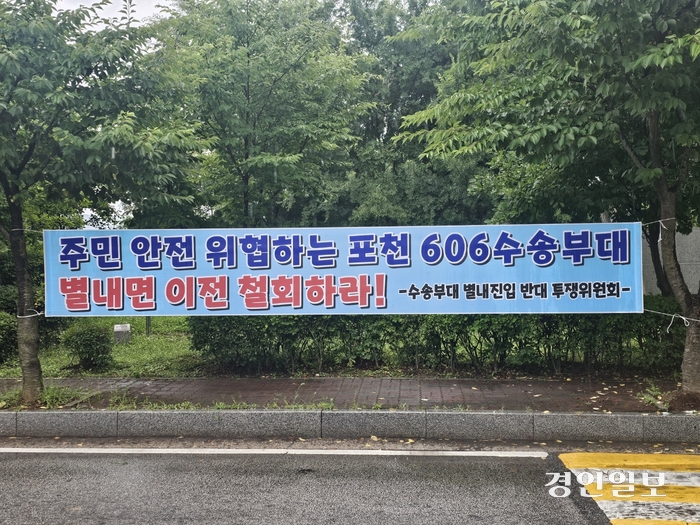 주민 안전 위협하는 포천 606수송부대
별내면 이전 철회하라! -수송부대 별내진입 반대 투쟁위원회-
경인일보